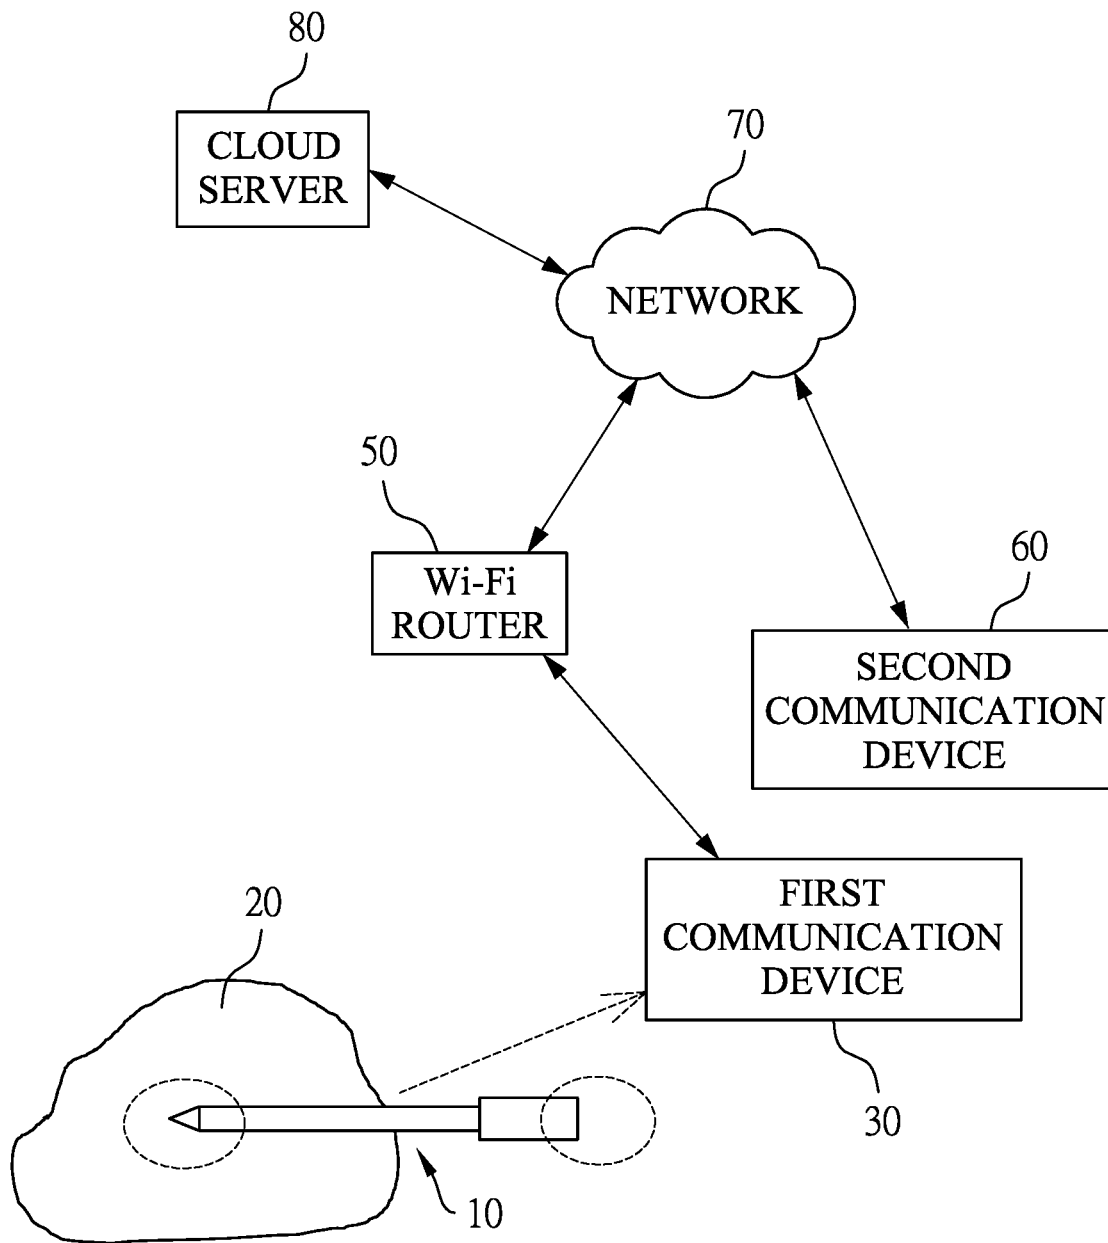 80
CLOUD
SERVER
70
NETWORK
50
Wi-Fi
ROUTER
60
SECOND
COMMUNICATION
DEVICE
FIRST
COMMUNICATION
DEVICE
30
20
10